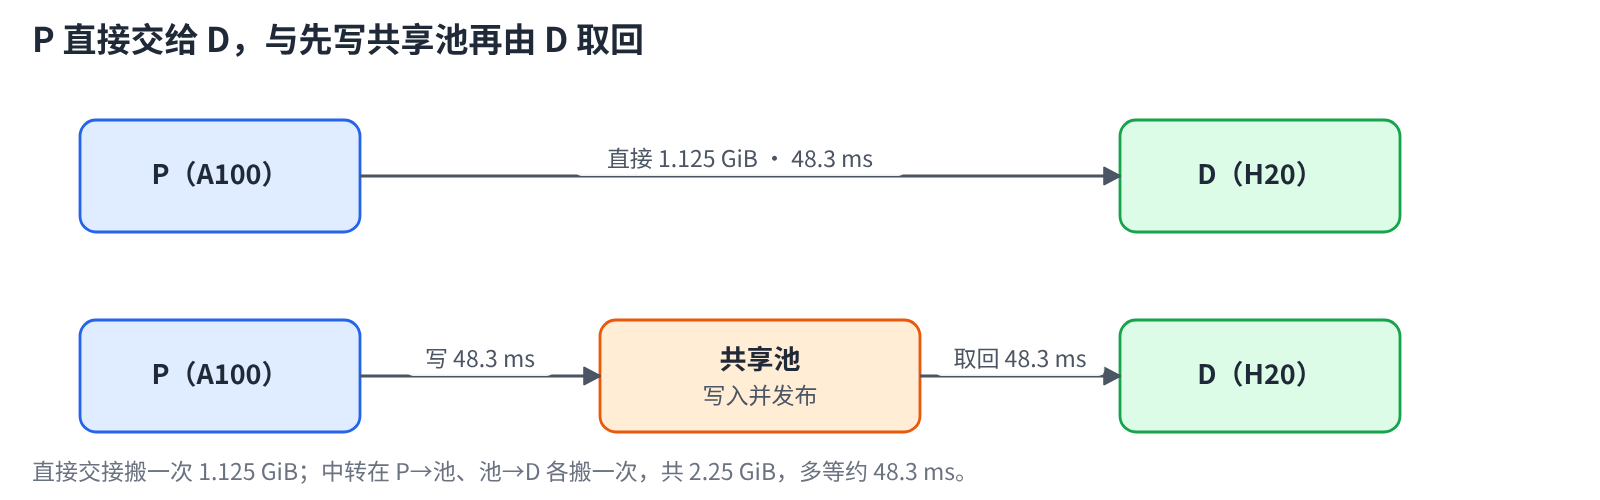 P 直接交给 D，与先写共享池再由 D 取回
P（A100）
直接 1.125 GiB · 48.3 ms
D（H20）
P（A100）
写 48.3 ms
共享池
写入并发布
取回 48.3 ms
D（H20）
直接交接搬一次 1.125 GiB；中转在 P→池、池→D 各搬一次，共 2.25 GiB，多等约 48.3 ms。